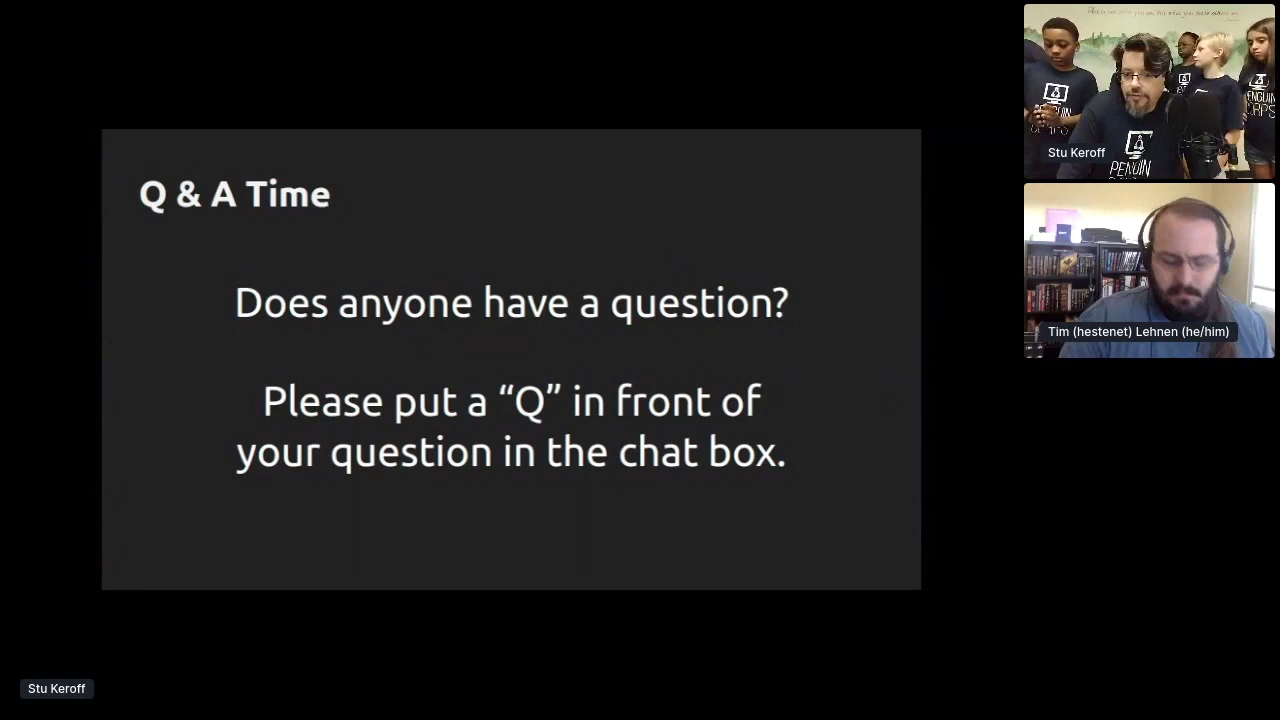 Q & A Time
Does anyone have a question?
Please put a “Q” in front of
your question in the chat box.
Stu Keroff
PENGUIN
Tim (hestenet) Lehnen (he/him)
Stu Keroff